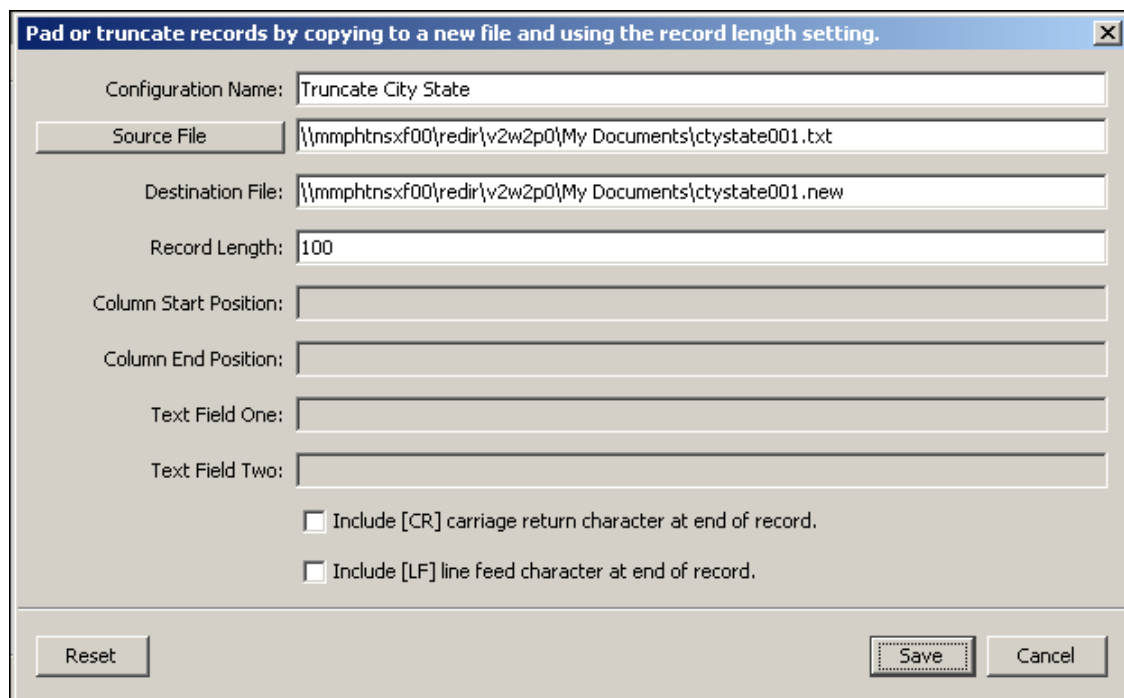 Pad or truncate records by copying to a new file and using the record length setting.
Configuration Name: Truncate City State
Source File \\mmphtnsxf00\redir\v2w2p0\My Documents\ctystate001.txt
Destination File: \\mmphtnsxf00\redir\v2w2p0\My Documents\ctystate001.new
Record Length: 100
Column Start Position:
Column End Position:
Text Field One:
Text Field Two:
Include [CR] carriage return character at end of record.
Include [LF] line feed character at end of record.
Reset Save Cancel